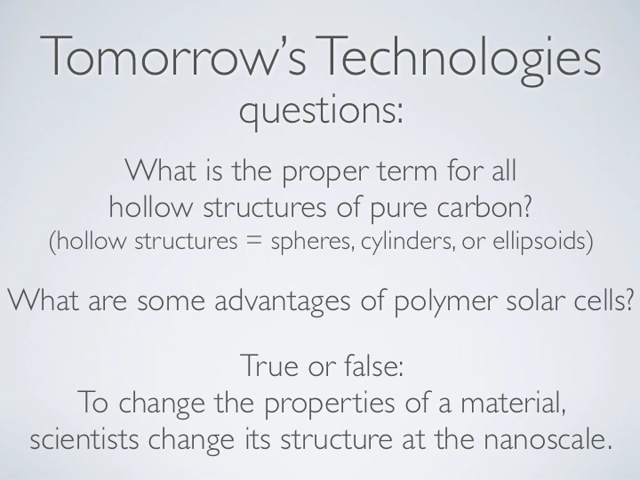 Tomorrow's Technologies
questions:
What is the proper term for all
hollow structures of pure carbon?
(hollow structures = spheres, cylinders, or ellipsoids)
What are some advantages of polymer solar cells?
True or false:
To change the properties of a material,
scientists change its structure at the nanoscale.